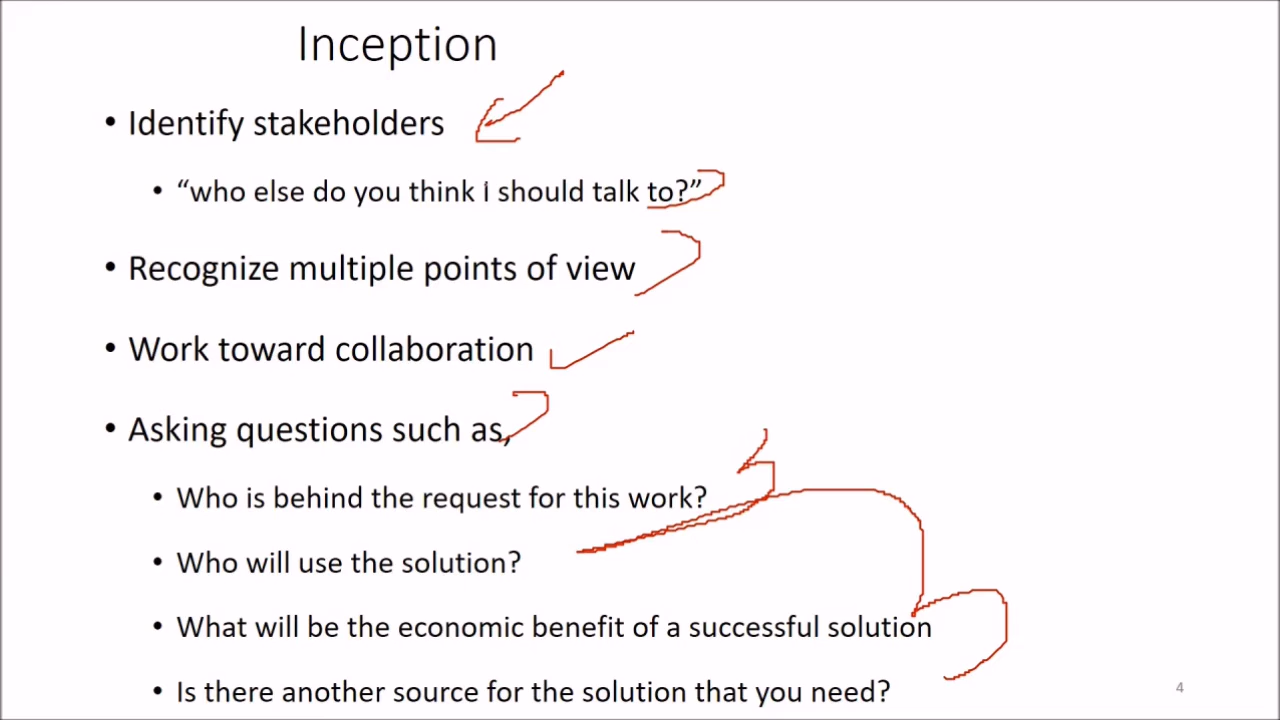 Inception
• Identify stakeholders
• “who else do you think i should talk to?”
• Recognize multiple points of view
• Work toward collaboration
• Asking questions such as,
• Who is behind the request for this work?
• Who will use the solution?
• What will be the economic benefit of a successful solution
• Is there another source for the solution that you need?
4